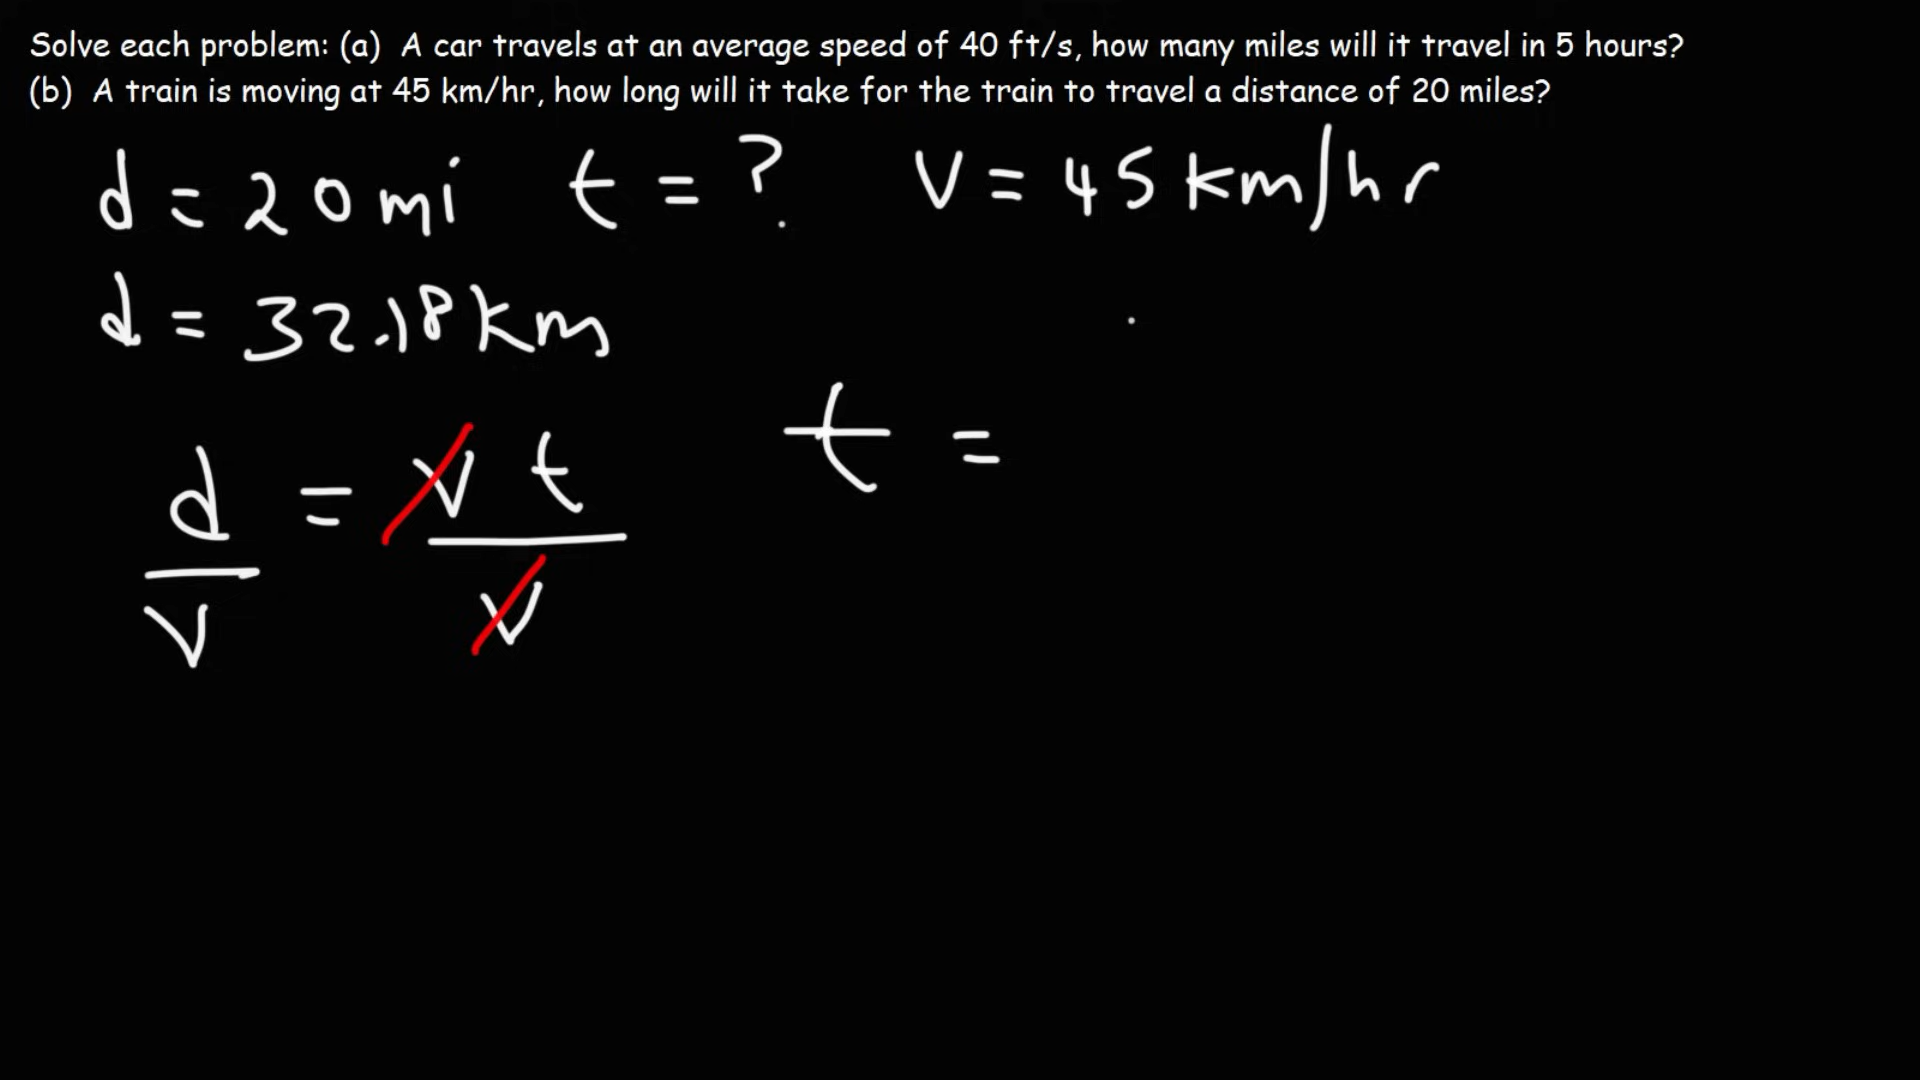 Solve each problem: (a) A car travels at an average speed of 40 ft/s, how many miles will it travel in 5 hours?
(b) A train is moving at 45 km/hr, how long will it take for the train to travel a distance of 20 miles?
d = 20 mi t = ? V = 45 km/hr
d = 32.18 km
d = v t t =
v v